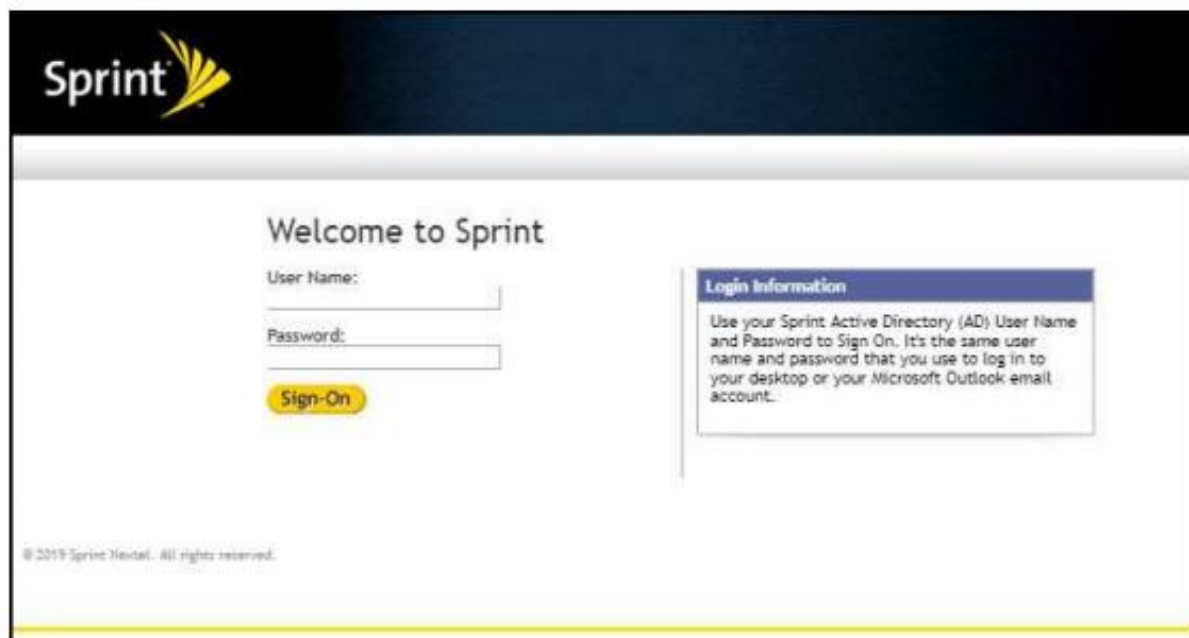 Sprint
Welcome to Sprint
User Name:
Password:
Sign-On
Login Information
Use your Sprint Active Directory (AD) User Name
and Password to Sign On. It's the same user
name and password that you use to log in to
your desktop or your Microsoft Outlook email
account.
© 2019 Sprint Nextel. All rights reserved.